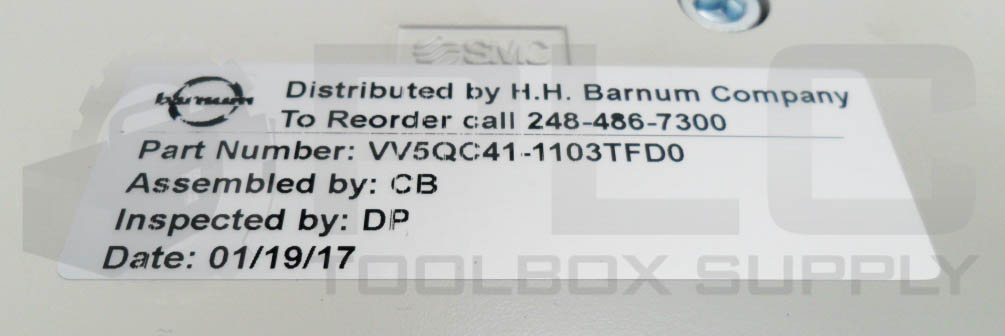 SMC
barnum
Distributed by H.H. Barnum Company
To Reorder call 248-486-7300
Part Number: VV5QC41-1103TFD0
Assembled by: CB
Inspected by: DP
Date: 01/19/17
PLC
TOOLBOX SUPPLY